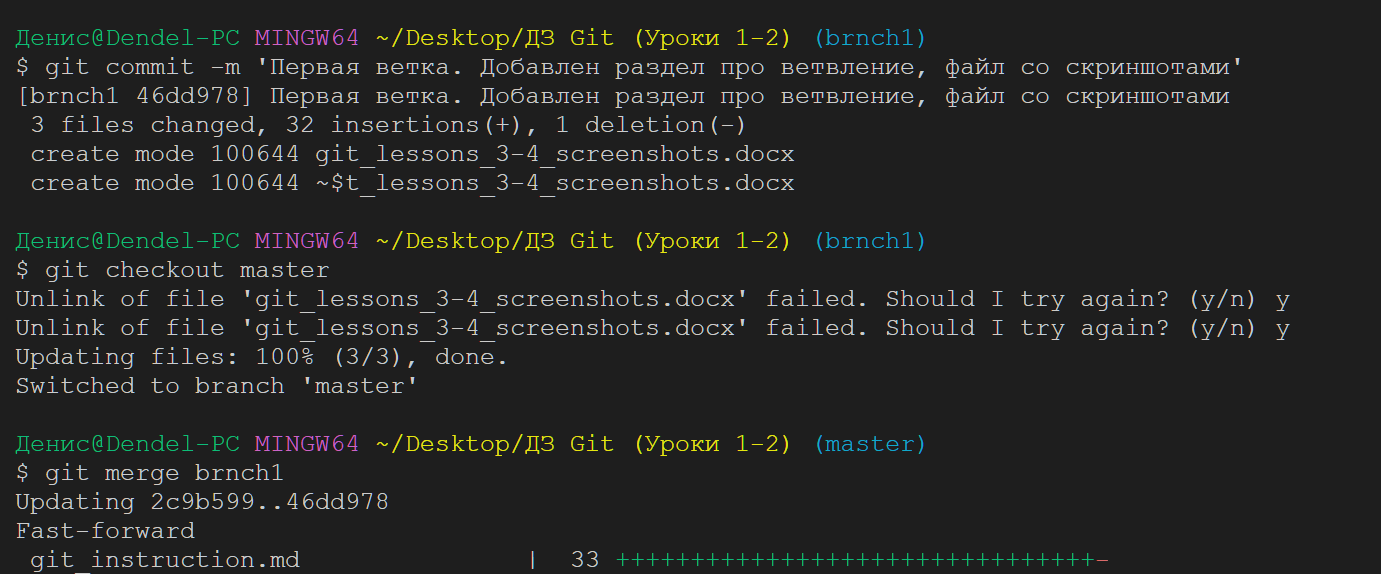 Денис@Dendel-PC MINGW64 ~/Desktop/ДЗ Git (Уроки 1-2) (brnch1)
$ git commit -m 'Первая ветка. Добавлен раздел про ветвление, файл со скриншотами'
[brnch1 46dd978] Первая ветка. Добавлен раздел про ветвление, файл со скриншотами
 3 files changed, 32 insertions(+), 1 deletion(-)
 create mode 100644 git_lessons_3-4_screenshots.docx
 create mode 100644 ~$t_lessons_3-4_screenshots.docx
Денис@Dendel-PC MINGW64 ~/Desktop/ДЗ Git (Уроки 1-2) (brnch1)
$ git checkout master
Unlink of file 'git_lessons_3-4_screenshots.docx' failed. Should I try again? (y/n) y
Unlink of file 'git_lessons_3-4_screenshots.docx' failed. Should I try again? (y/n) y
Updating files: 100% (3/3), done.
Switched to branch 'master'
Денис@Dendel-PC MINGW64 ~/Desktop/ДЗ Git (Уроки 1-2) (master)
$ git merge brnch1
Updating 2c9b599..46dd978
Fast-forward
 git_instruction.md               |  33 ++++++++++++++++++++++++++++++++-